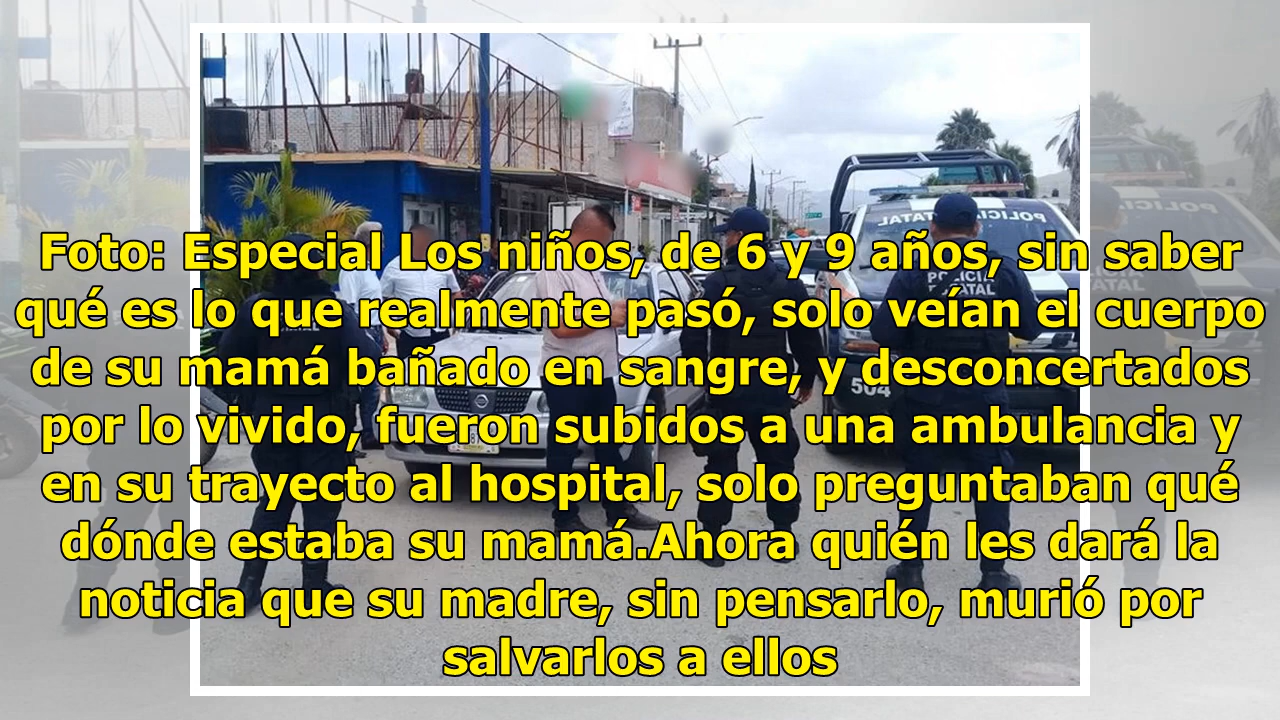 Foto: Especial Los niños, de 6 y 9 años, sin saber
qué es lo que realmente pasó, solo veían el cuerpo
de su mamá bañado en sangre, y desconcertados
por lo vivido, fueron subidos a una ambulancia y
en su trayecto al hospital, solo preguntaban qué
dónde estaba su mamá.Ahora quién les dará la
noticia que su madre, sin pensarlo, murió por
salvarlos a ellos
POLICIA
ESTATAL
504